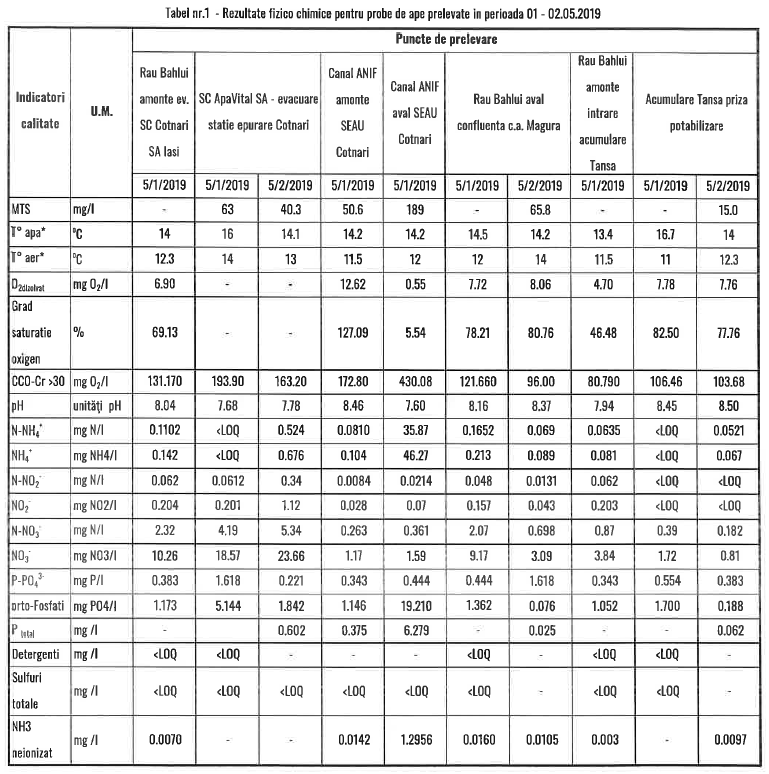 Tabel nr.1 - Rezultate fizico chimice pentru probe de ape prelevate in perioada 01 - 02.05.2019
Indicatori calitate | U.M. | Puncte de prelevare
Rau Bahlui amonte ev. SC Cotnari SA Iasi | SC ApaVital SA - evacuare statie epurare Cotnari | Canal ANIF amonte SEAU Cotnari | Canal ANIF aval SEAU Cotnari | Rau Bahlui aval confluenta c.a. Magura | Rau Bahlui amonte intrare acumulare Tansa | Acumulare Tansa priza potabilizare
5/1/2019 | 5/1/2019 | 5/2/2019 | 5/1/2019 | 5/1/2019 | 5/1/2019 | 5/2/2019 | 5/1/2019 | 5/1/2019 | 5/2/2019
MTS | mg/l | - | 63 | 40.3 | 50.6 | 189 | - | 65.8 | - | - | 15.0
T° apa* | °C | 14 | 16 | 14.1 | 14.2 | 14.2 | 14.5 | 14.2 | 13.4 | 16.7 | 14
T° aer* | °C | 12.3 | 14 | 13 | 11.5 | 12 | 12 | 14 | 11.5 | 11 | 12.3
O2dizolvat | mg O2/l | 6.90 | - | - | 12.62 | 0.55 | 7.72 | 8.06 | 4.70 | 7.78 | 7.76
Grad saturatie oxigen | % | 69.13 | - | - | 127.09 | 5.54 | 78.21 | 80.76 | 46.48 | 82.50 | 77.76
CCO-Cr >30 | mg O2/l | 131.170 | 193.90 | 163.20 | 172.80 | 430.08 | 121.660 | 96.00 | 80.790 | 106.46 | 103.68
pH | unităţi pH | 8.04 | 7.68 | 7.78 | 8.46 | 7.60 | 8.16 | 8.37 | 7.94 | 8.45 | 8.50
N-NH4+ | mg N/l | 0.1102 | <LOQ | 0.524 | 0.0810 | 35.87 | 0.1652 | 0.069 | 0.0635 | <LOQ | 0.0521
NH4+ | mg NH4/l | 0.142 | <LOQ | 0.676 | 0.104 | 46.27 | 0.213 | 0.089 | 0.081 | <LOQ | 0.067
N-NO2- | mg N/l | 0.062 | 0.0612 | 0.34 | 0.0084 | 0.0214 | 0.048 | 0.0131 | 0.062 | <LOQ | <LOQ
NO2- | mg NO2/l | 0.204 | 0.201 | 1.12 | 0.028 | 0.07 | 0.157 | 0.043 | 0.203 | <LOQ | <LOQ
N-NO3- | mg N/l | 2.32 | 4.19 | 5.34 | 0.263 | 0.361 | 2.07 | 0.698 | 0.87 | 0.39 | 0.182
NO3- | mg NO3/l | 10.26 | 18.57 | 23.66 | 1.17 | 1.59 | 9.17 | 3.09 | 3.84 | 1.72 | 0.81
P-PO4 3- | mg P/l | 0.383 | 1.618 | 0.221 | 0.343 | 0.444 | 0.444 | 1.618 | 0.343 | 0.554 | 0.383
orto-Fosfati | mg PO4/l | 1.173 | 5.144 | 1.842 | 1.146 | 19.210 | 1.362 | 0.076 | 1.052 | 1.700 | 0.188
P total | mg /l | - | | 0.602 | 0.375 | 6.279 | - | 0.025 | - | - | 0.062
Detergenti | mg /l | <LOQ | <LOQ | - | - | - | <LOQ | - | <LOQ | <LOQ | -
Sulfuri totale | mg /l | <LOQ | <LOQ | <LOQ | <LOQ | <LOQ | <LOQ | - | <LOQ | <LOQ | -
NH3 neionizat | mg /l | 0.0070 | - | - | 0.0142 | 1.2956 | 0.0160 | 0.0105 | 0.003 | - | 0.0097